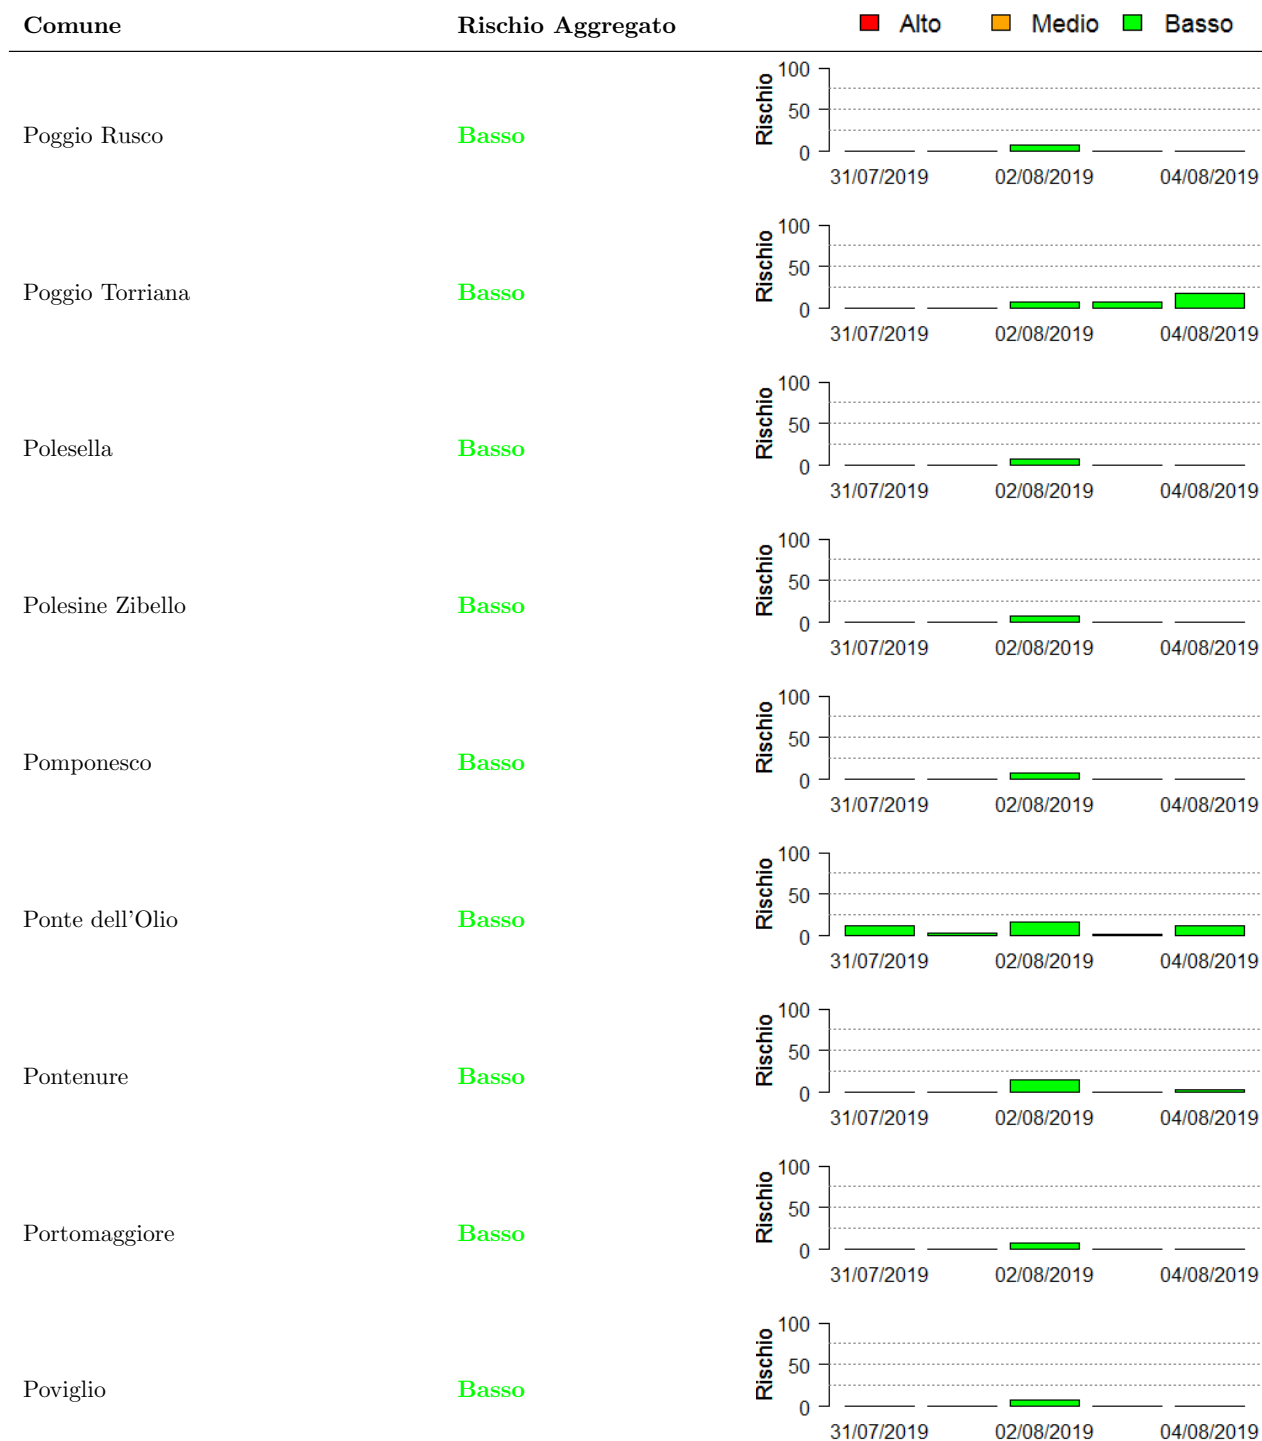 Comune Rischio Aggregato Alto Medio Basso
100
50
0
Rischio
Poggio Rusco Basso
31/07/2019 02/08/2019 04/08/2019
100
50
0
Rischio
Poggio Torriana Basso
31/07/2019 02/08/2019 04/08/2019
100
50
0
Rischio
Polesella Basso
31/07/2019 02/08/2019 04/08/2019
100
50
0
Rischio
Polesine Zibello Basso
31/07/2019 02/08/2019 04/08/2019
100
50
0
Rischio
Pomponesco Basso
31/07/2019 02/08/2019 04/08/2019
100
50
0
Rischio
Ponte dell'Olio Basso
31/07/2019 02/08/2019 04/08/2019
100
50
0
Rischio
Pontenure Basso
31/07/2019 02/08/2019 04/08/2019
100
50
0
Rischio
Portomaggiore Basso
31/07/2019 02/08/2019 04/08/2019
100
50
0
Rischio
Poviglio Basso
31/07/2019 02/08/2019 04/08/2019